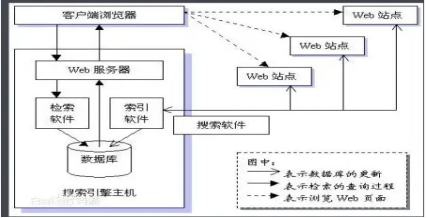 客户端浏览器
Web 站点
Web 站点
Web 站点
Web 服务器
检索
软件
索引
软件
搜索软件
数据库
搜索引擎主机
图中:
表示数据库的更新
表示检索的查询过程
表示浏览 Web 页面